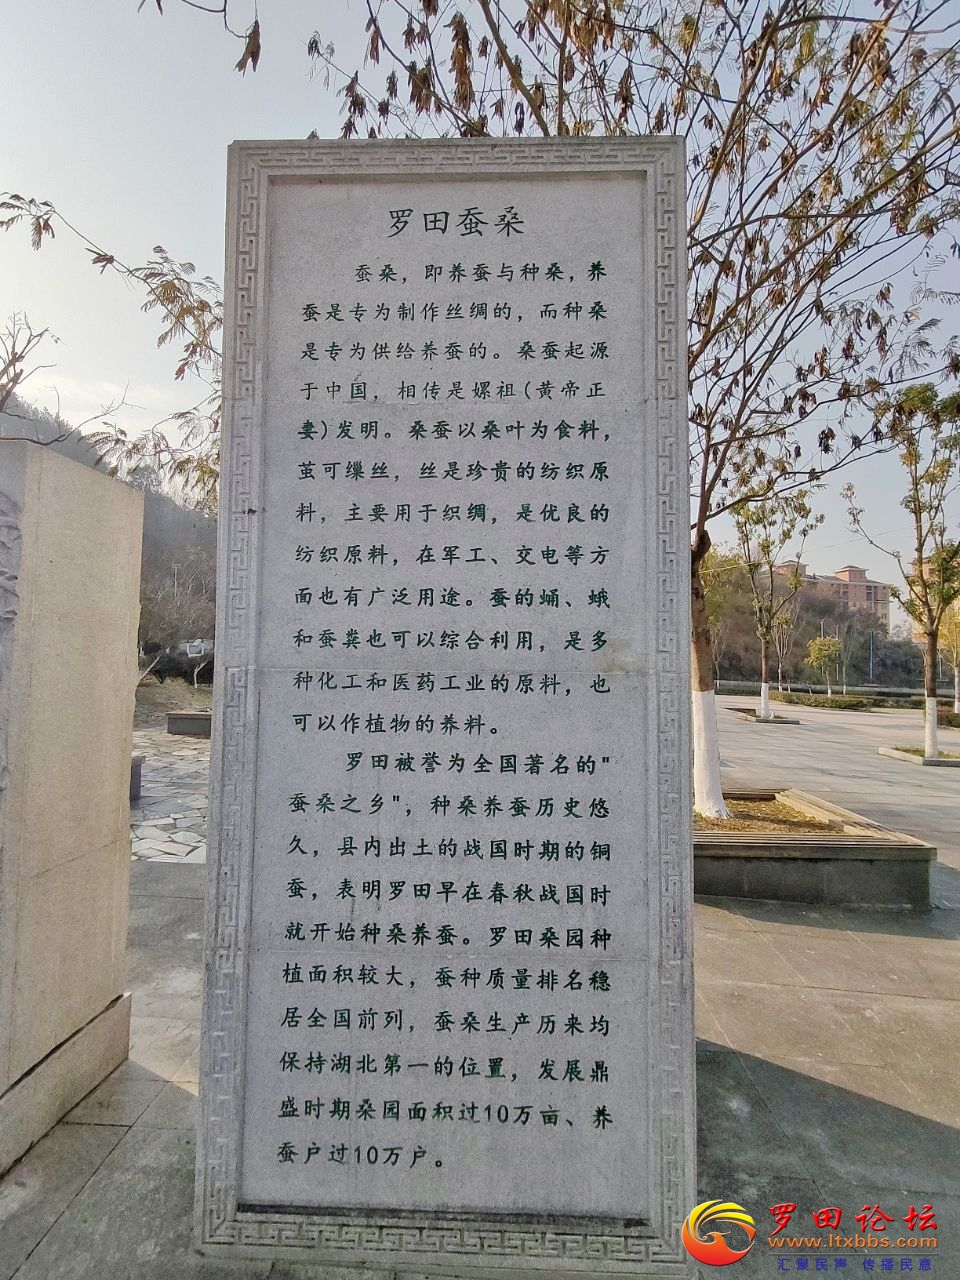 罗田蚕桑
蚕桑，即养蚕与种桑，养
蚕是专为制作丝绸的，而种桑
是专为供给养蚕的。桑蚕起源
于中国，相传是嫘祖(黄帝正
妻)发明。桑蚕以桑叶为食料，
茧可缫丝，丝是珍贵的纺织原
料，主要用于织绸，是优良的
纺织原料，在军工、交电等方
面也有广泛用途。蚕的蛹、蛾
和蚕粪也可以综合利用，是多
种化工和医药工业的原料，也
可以作植物的养料。
罗田被誉为全国著名的"
蚕桑之乡"，种桑养蚕历史悠
久，县内出土的战国时期的铜
蚕，表明罗田早在春秋战国时
就开始种桑养蚕。罗田桑园种
植面积较大，蚕种质量排名稳
居全国前列，蚕桑生产历来均
保持湖北第一的位置，发展鼎
盛时期桑园面积过10万亩、养
蚕户过10万户。
罗田论坛
www.ltxbbs.com
汇聚民声 传播民意